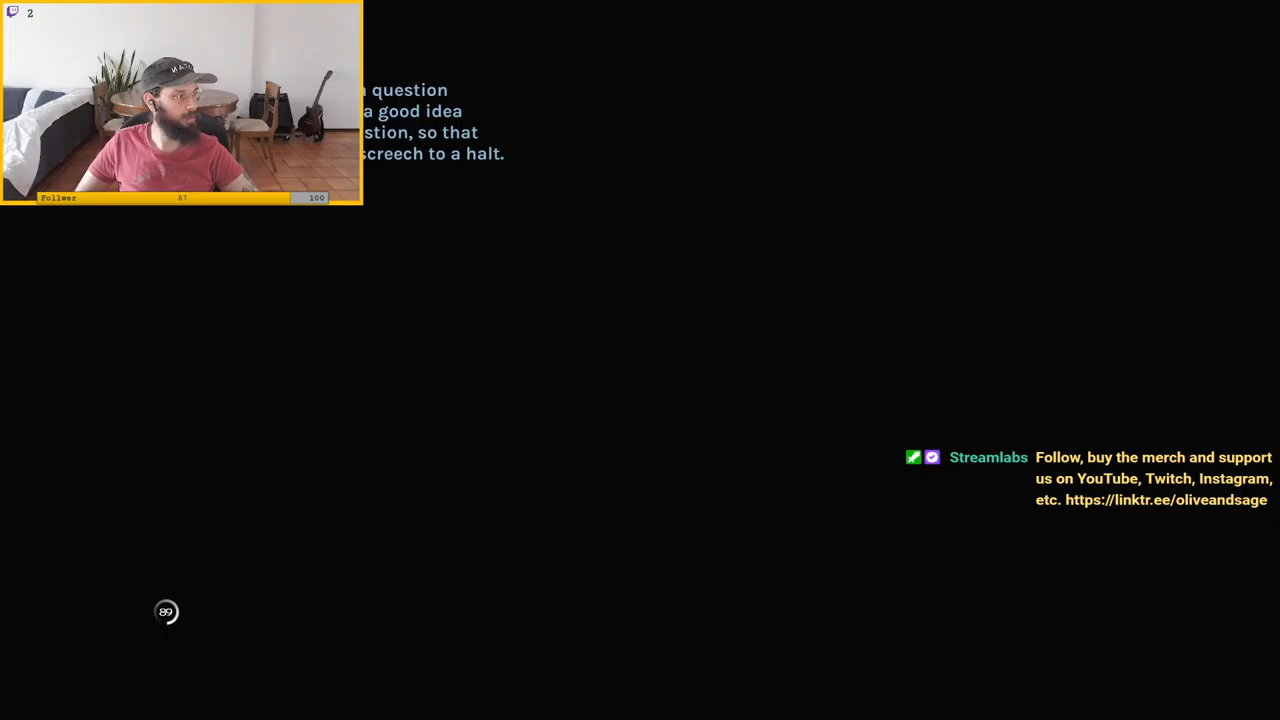 2
question
a good idea
stion, so that
screech to a halt.
Follwer 87 100
Streamlabs Follow, buy the merch and support
us on YouTube, Twitch, Instagram,
etc. https://linktr.ee/oliveandsage
89